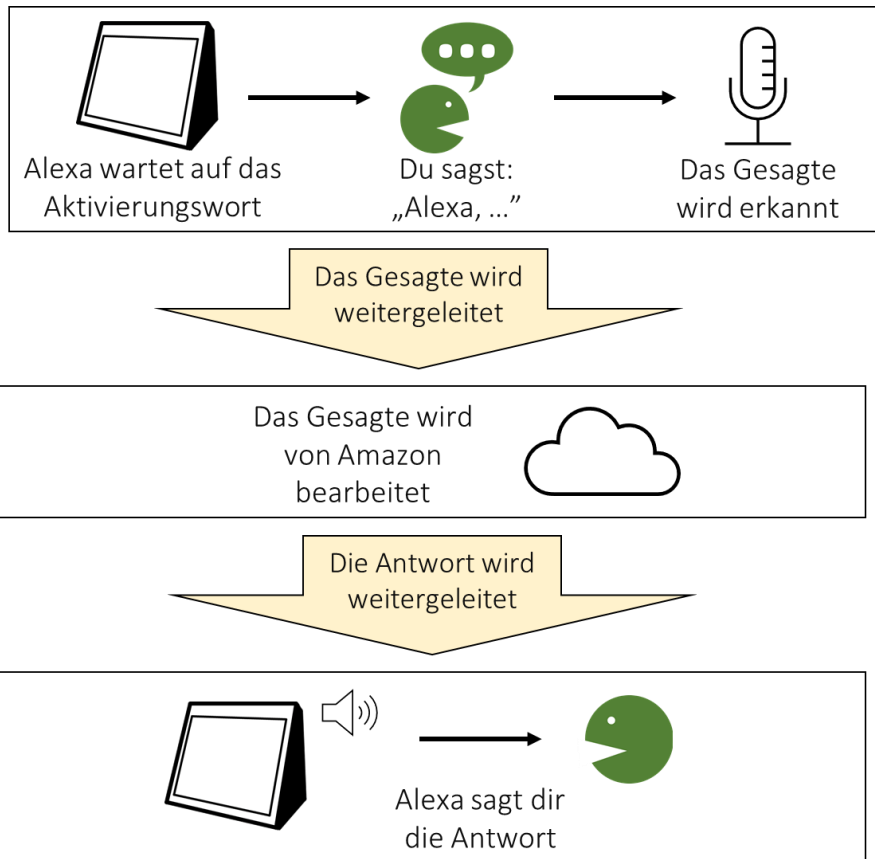 Alexa wartet auf das
Aktivierungswort
Du sagst:
„Alexa, ...”
Das Gesagte
wird erkannt
Das Gesagte wird
weitergeleitet
Das Gesagte wird
von Amazon
bearbeitet
Die Antwort wird
weitergeleitet
Alexa sagt dir
die Antwort